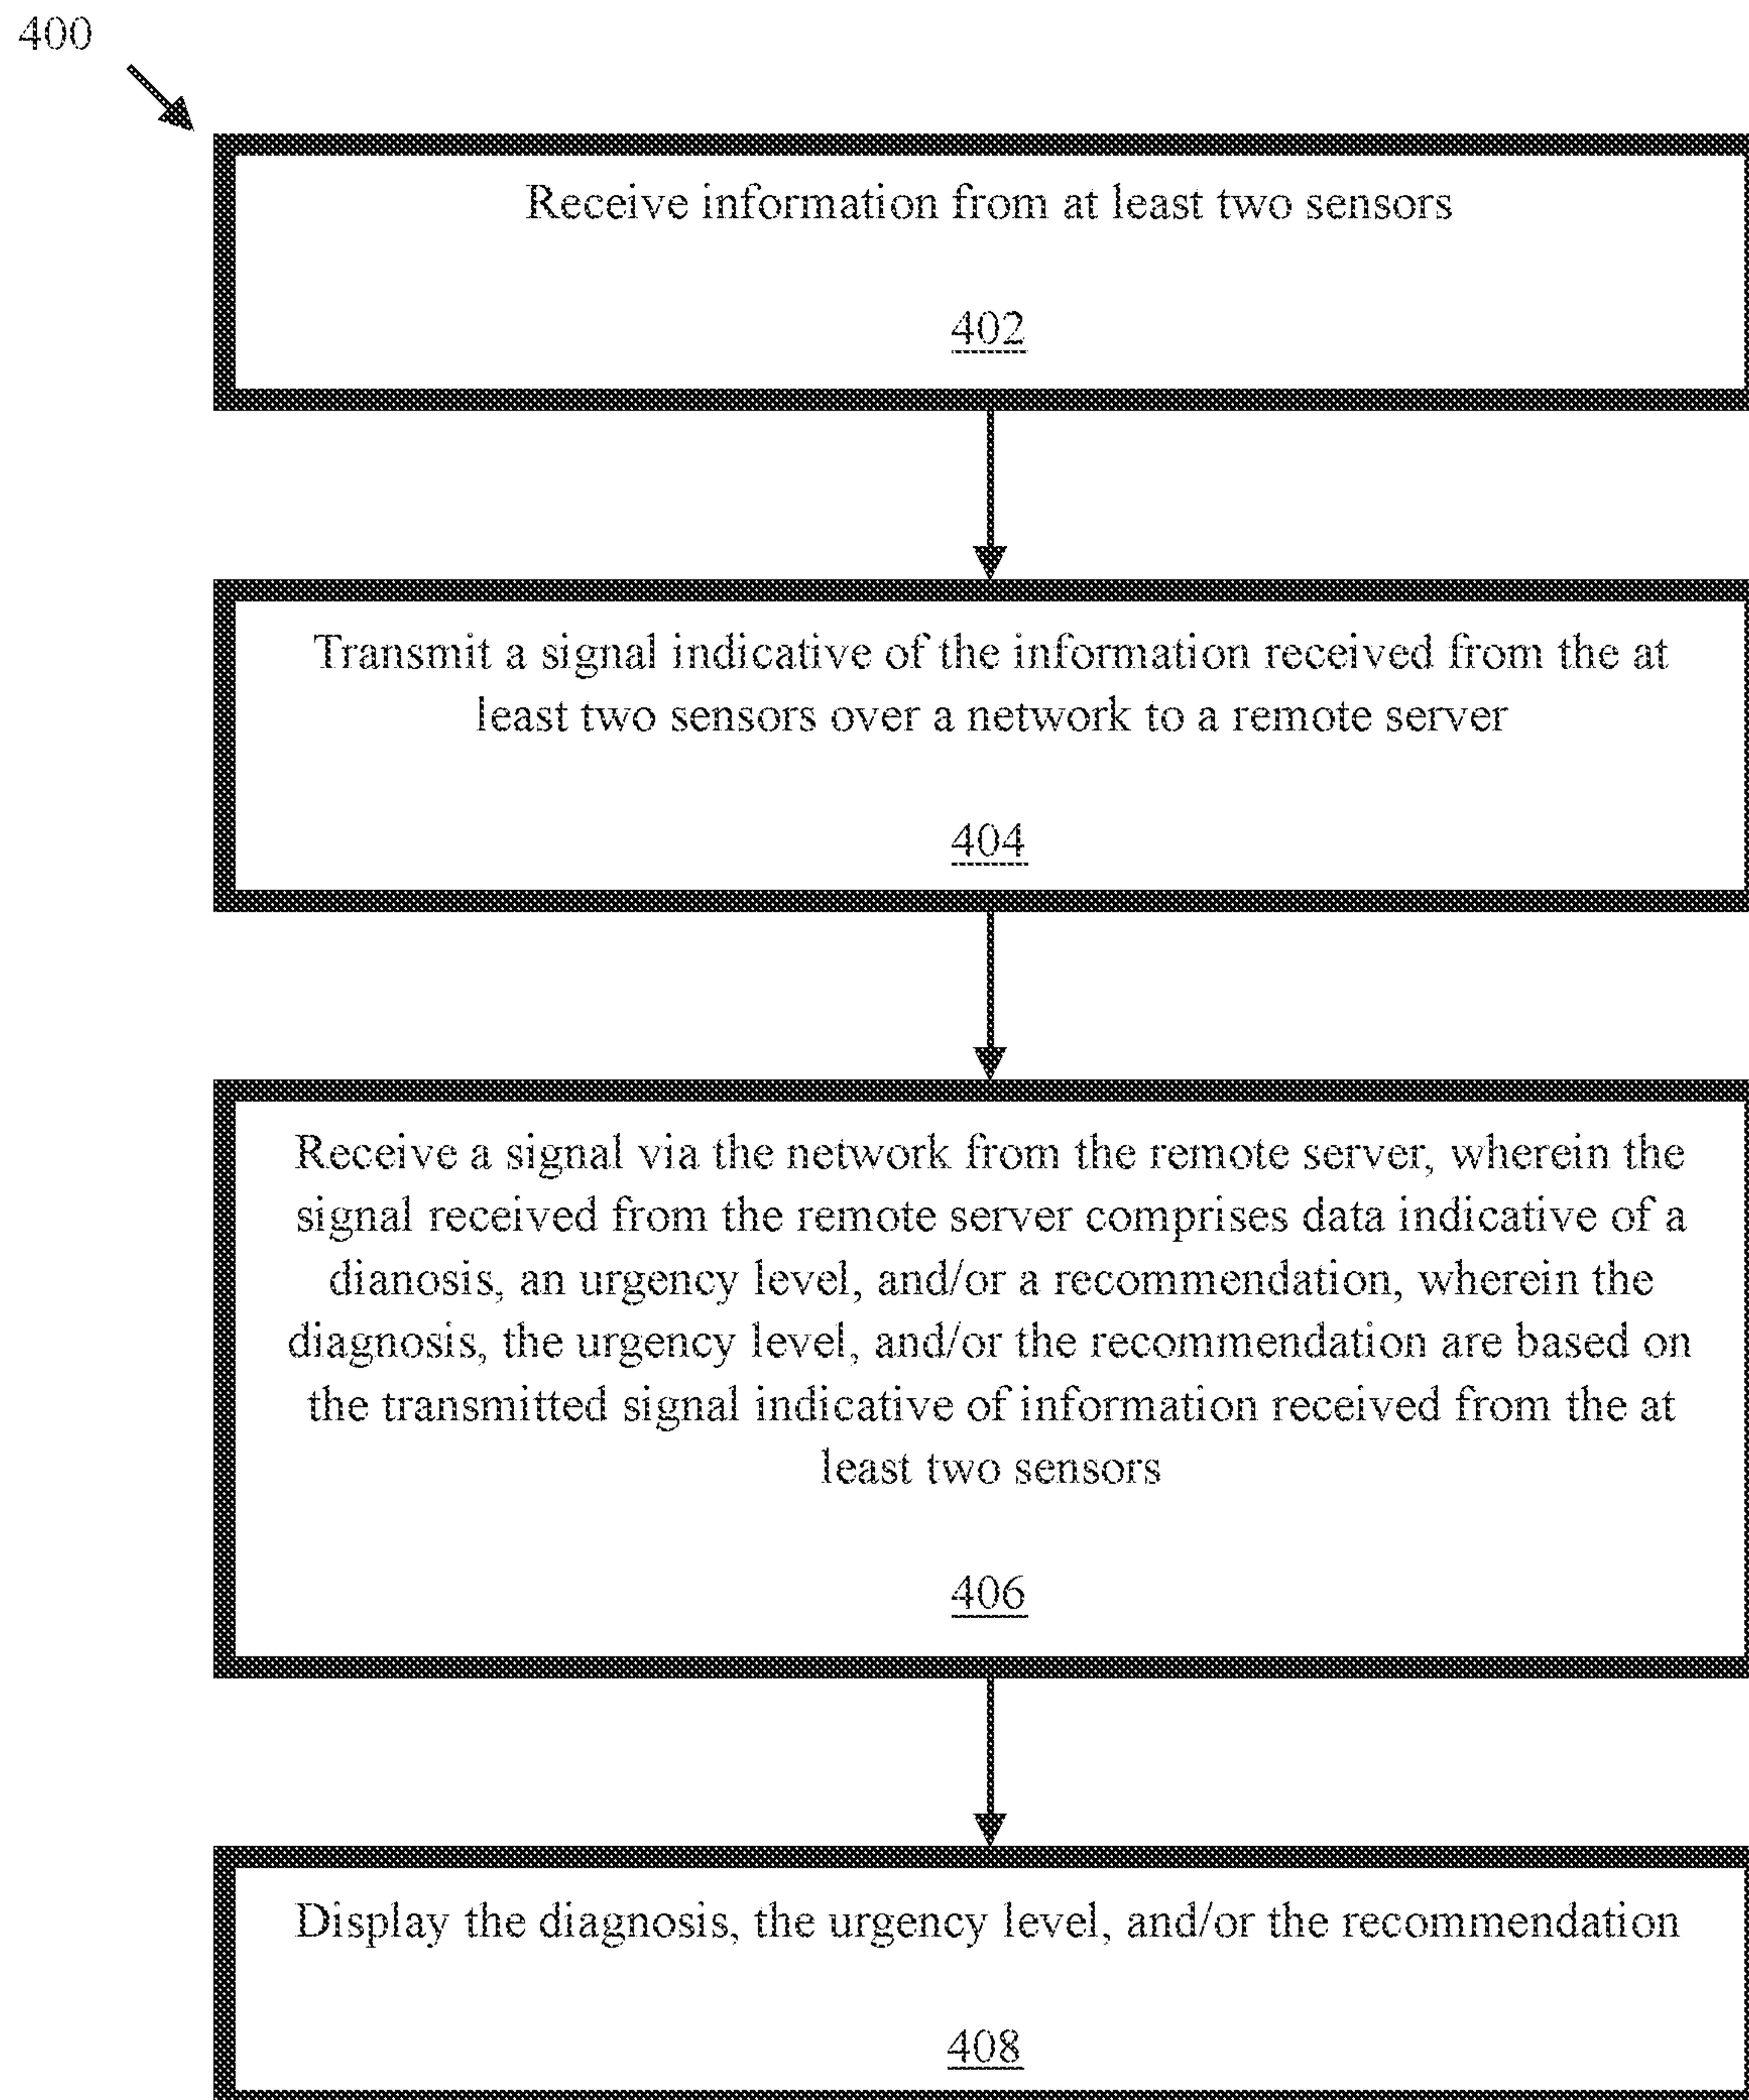 400
Receive information from at least two sensors
402
Transmit a signal indicative of the information received from the at
least two sensors over a network to a remote server
404
Receive a signal via the network from the remote server, wherein the
signal received from the remote server comprises data indicative of a
dianosis, an urgency level, and/or a recommendation, wherein the
diagnosis, the urgency level, and/or the recommendation are based on
the transmitted signal indicative of information received from the at
least two sensors
406
Display the diagnosis, the urgency level, and/or the recommendation
408